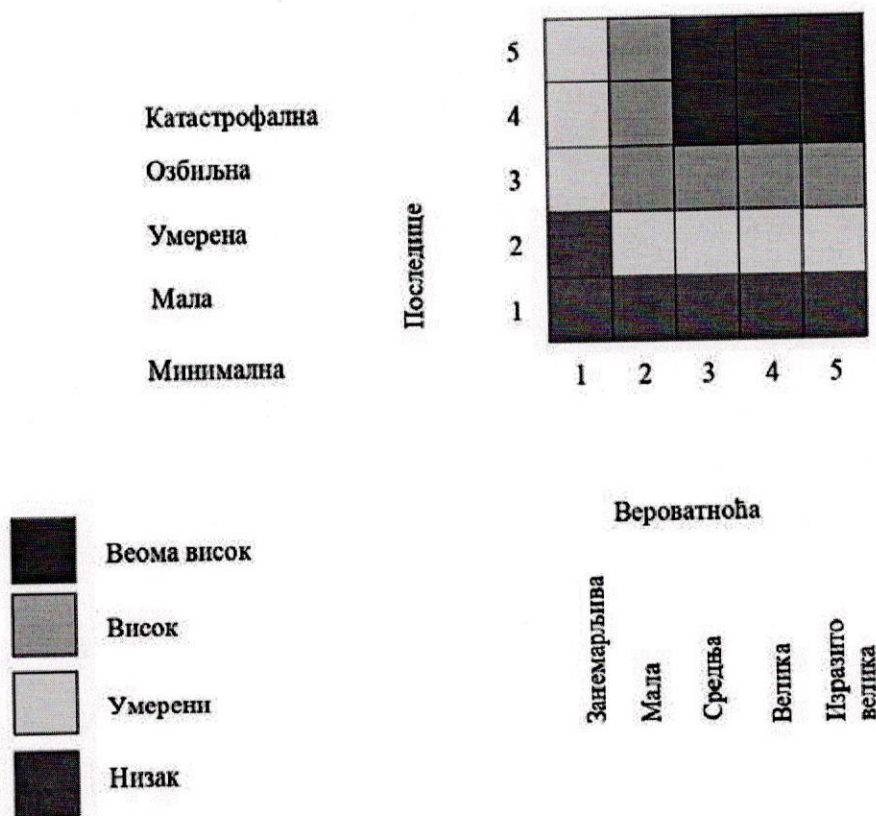 5
Катастрофална
4
Озбиљна
3
Последице
Умерена
2
Мала
1
Минимална
1 2 3 4 5
Вероватноћа
Веома висок
Висок
Умерени
Низак
Занемарљива
Мала
Средња
Велика
Изразито
велика